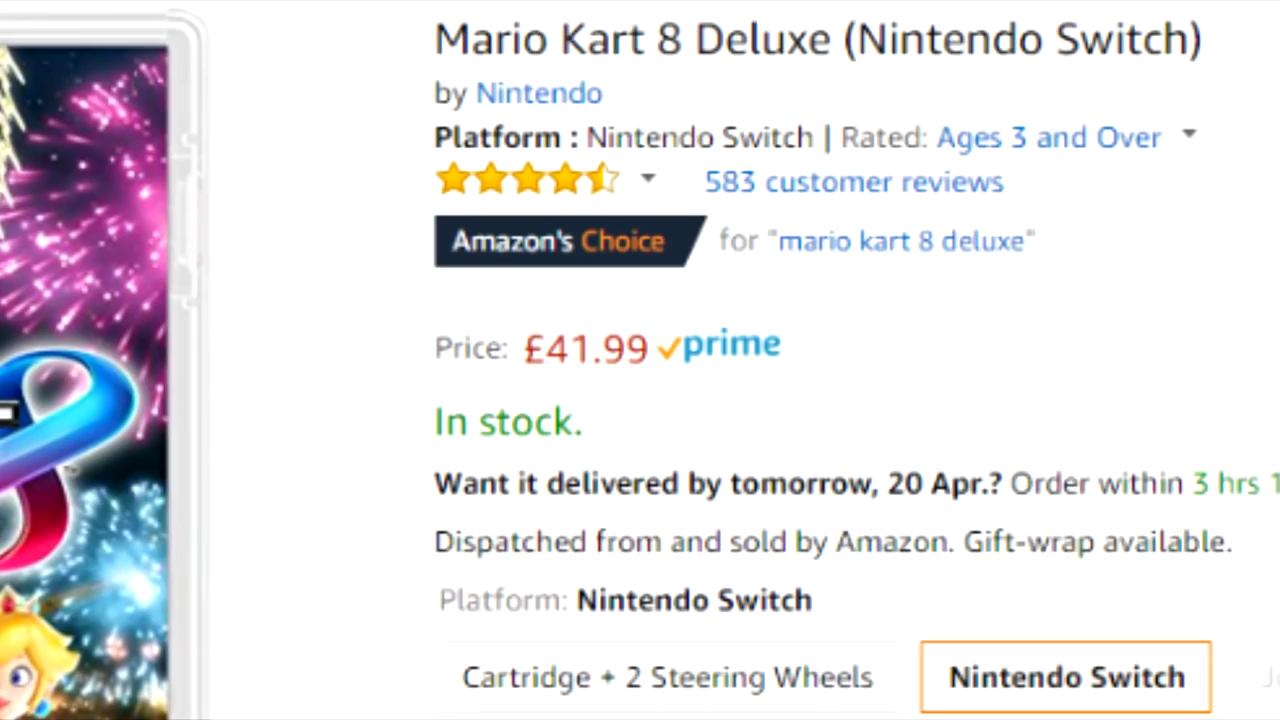 Mario Kart 8 Deluxe (Nintendo Switch)
by Nintendo
Platform : Nintendo Switch | Rated: Ages 3 and Over
583 customer reviews
Amazon's Choice for "mario kart 8 deluxe"
Price: £41.99 prime
In stock.
Want it delivered by tomorrow, 20 Apr.? Order within 3 hrs 1
Dispatched from and sold by Amazon. Gift-wrap available.
Platform: Nintendo Switch
Cartridge + 2 Steering Wheels Nintendo Switch